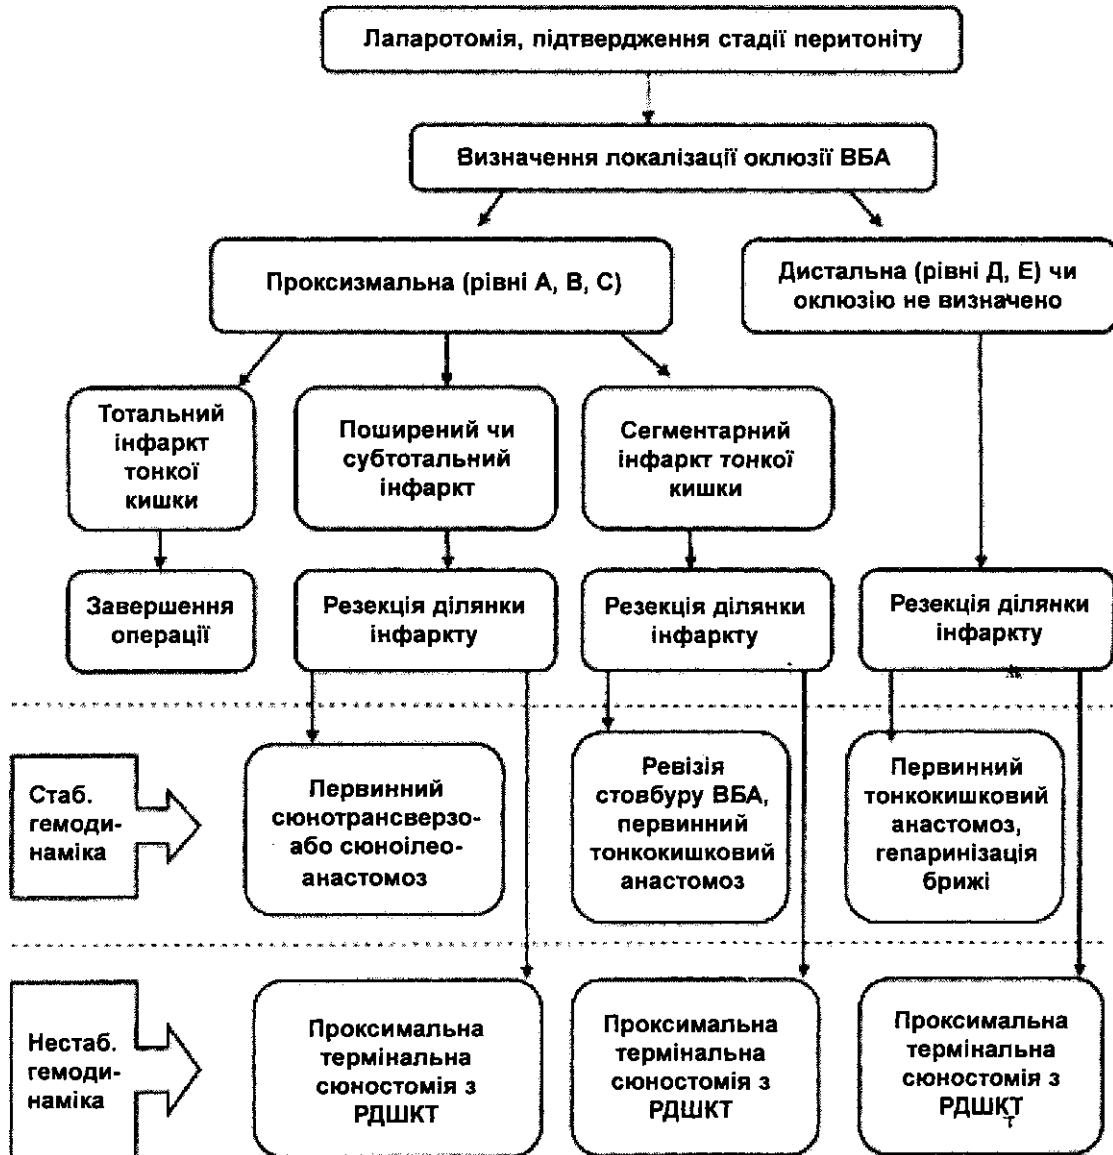 Лапаротомія, підтвердження стадії перитоніту
Визначення локалізації оклюзії ВБА
Проксизмальна (рівні А, В, С)
Дистальна (рівні Д, Е) чи
оклюзію не визначено
Тотальний
інфаркт
тонкої
кишки
Поширений чи
субтотальний
інфаркт
Сегментарний
інфаркт тонкої
кишки
Завершення
операції
Резекція ділянки
інфаркту
Резекція ділянки
інфаркту
Резекція ділянки
інфаркту
Стаб.
гемоди-
наміка
Первинний
сюнотрансверзо-
або сюноілео-
анастомоз
Ревізія
стовбуру ВБА,
первинний
тонкокишковий
анастомоз
Первинний
тонкокишковий
анастомоз,
гепаринізація
брижі
Нестаб.
гемоди-
наміка
Проксимальна
термінальна
сюностомія з
РДШКТ
Проксимальна
термінальна
сюностомія з
РДШКТ
Проксимальна
термінальна
сюностомія з
РДШКТ